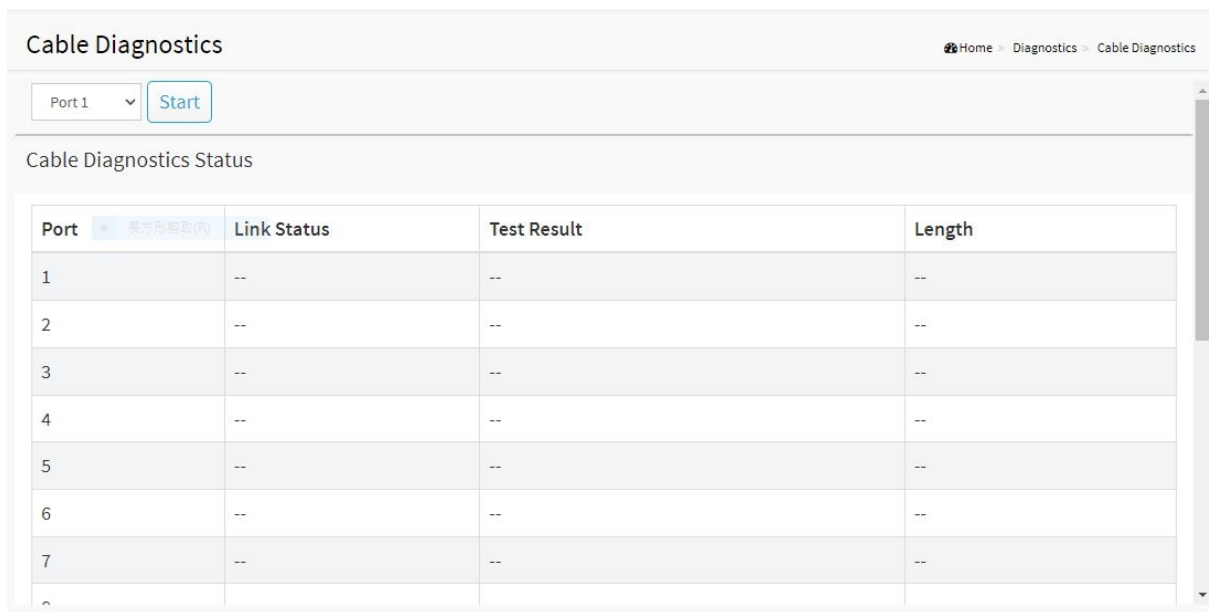 Cable Diagnostics
Home > Diagnostics > Cable Diagnostics
Port 1 Start
Cable Diagnostics Status
Port 長方形剪取(R) Link Status Test Result Length
1 -- -- --
2 -- -- --
3 -- -- --
4 -- -- --
5 -- -- --
6 -- -- --
7 -- -- --